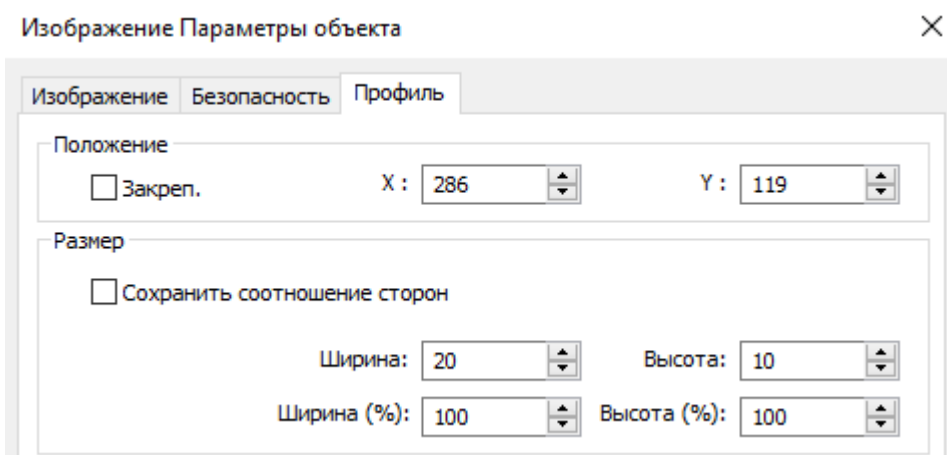 Изображение Параметры объекта
Изображение Безопасность Профиль
Положение
Закреп. X : 286 Y : 119
Размер
Сохранить соотношение сторон
Ширина: 20 Высота: 10
Ширина (%): 100 Высота (%): 100